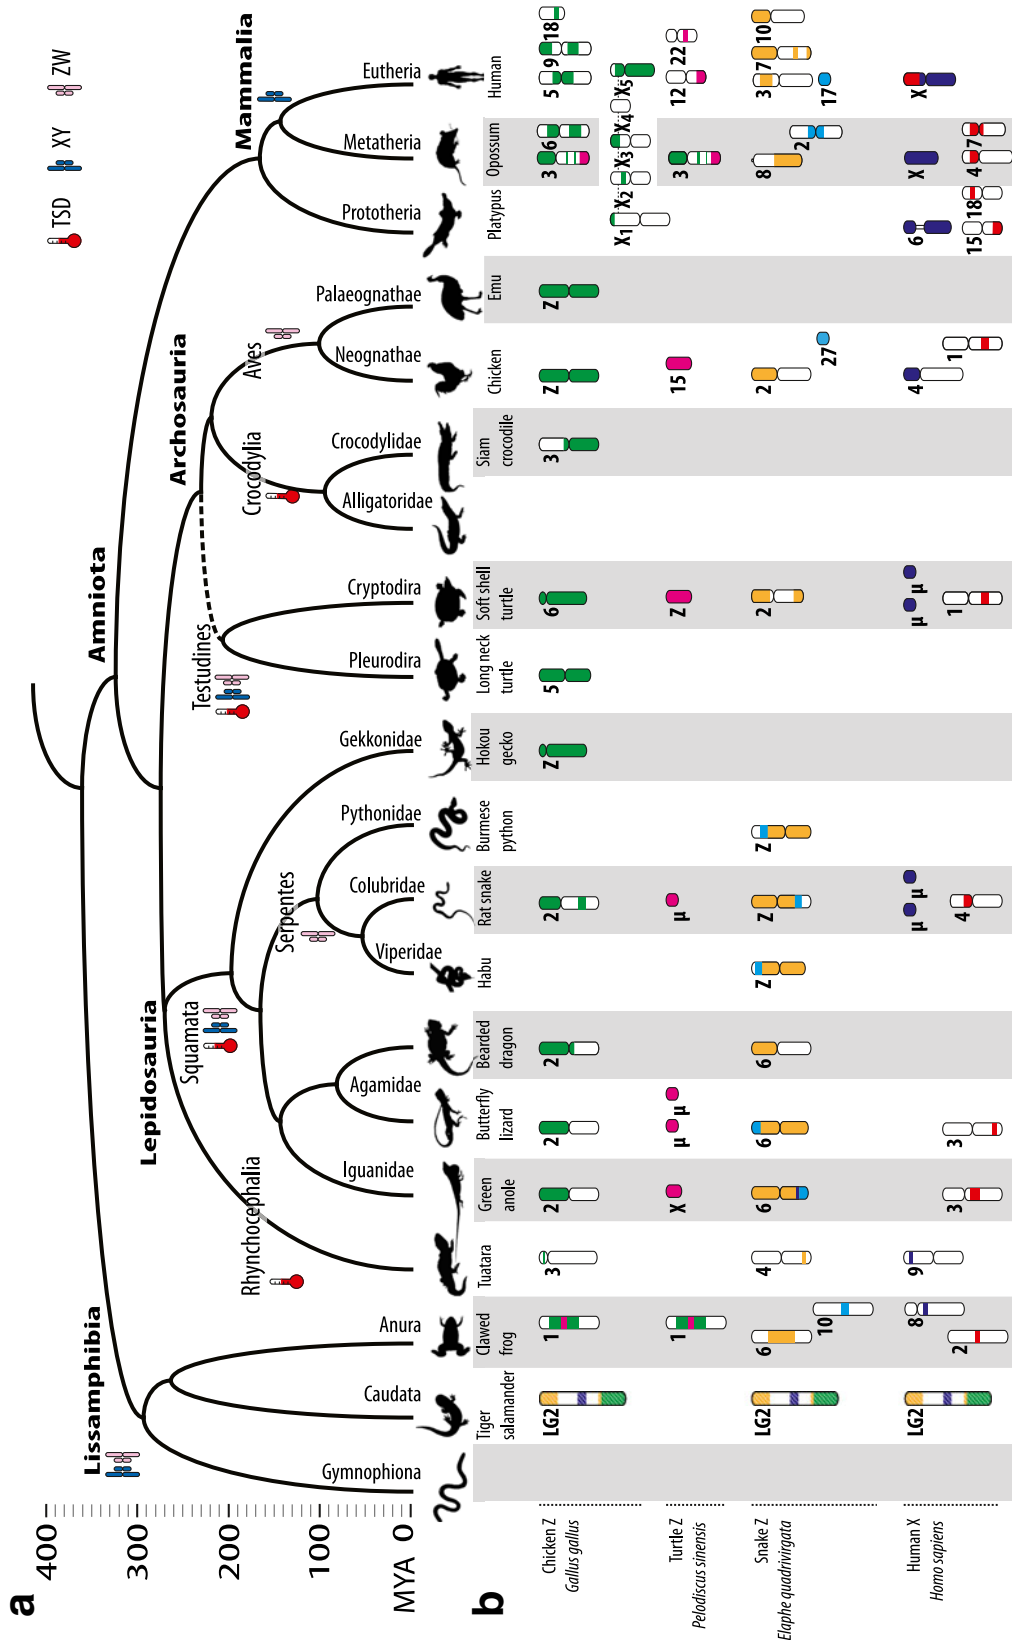 a
TSD XY ZW
400
300
200
100
MYA 0
Lissamphibia
Amniota
Lepidosauria
Archosauria
Mammalia
Squamata
Testudines
Rhynchocephalia
Serpentes
Crocodylia
Aves
Gymnophiona
Caudata
Anura
Iguanidae
Agamidae
Viperidae
Colubridae
Pythonidae
Gekkonidae
Pleurodira
Cryptodira
Alligatoridae
Crocodylidae
Neognathae
Palaeognathae
Prototheria
Metatheria
Eutheria
b
Tiger
salamander
Clawed
frog
Tuatara
Green
anole
Butterfly
lizard
Bearded
dragon
Habu
Rat snake
Burmese
python
Hokou
gecko
Long neck
turtle
Soft shell
turtle
Siam
crocodile
Chicken
Emu
Platypus
Opossum
Human
Chicken Z
Gallus gallus
LG2 1 3 2 2 2 2 Z 5 6 3 Z Z 3 6 5 9 18
X1 X2 X3 X4 X5
Turtle Z
Pelodiscus sinensis
1 X μ μ μ Z 15 3 12 22
Snake Z
Elaphe quadrivirgata
LG2 6 4 6 6 6 Z Z Z 2 2 8 3 7 10
10 27 2 17
Human X
Homo sapiens
LG2 8 9 μ μ μ μ 4 6 X X
2 3 3 4 1 1 15 18 4 7